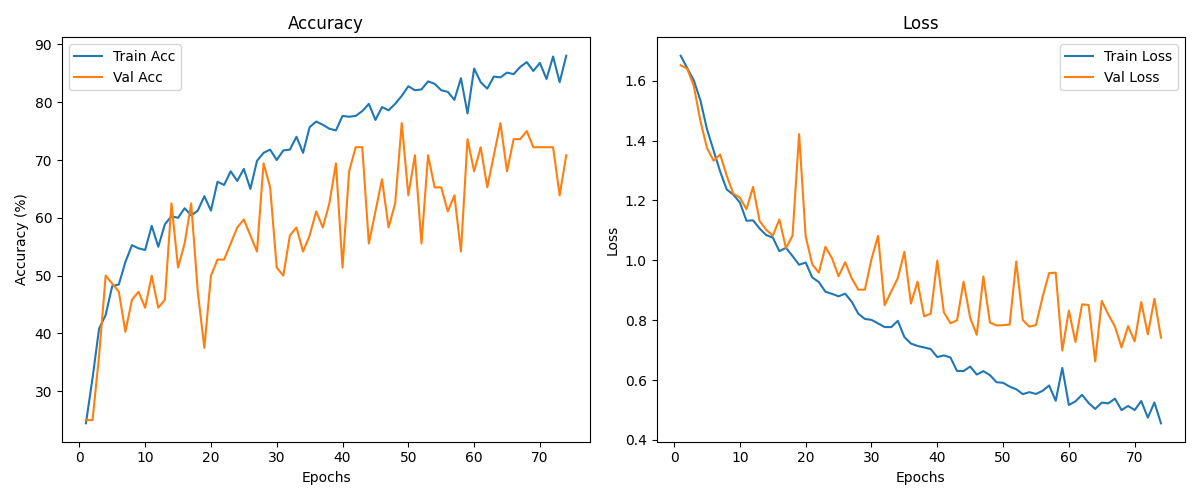 Accuracy
Train Acc
Val Acc
Accuracy (%)
90
80
70
60
50
40
30
0 10 20 30 40 50 60 70
Epochs
Loss
Train Loss
Val Loss
Loss
1.6
1.4
1.2
1.0
0.8
0.6
0.4
0 10 20 30 40 50 60 70
Epochs